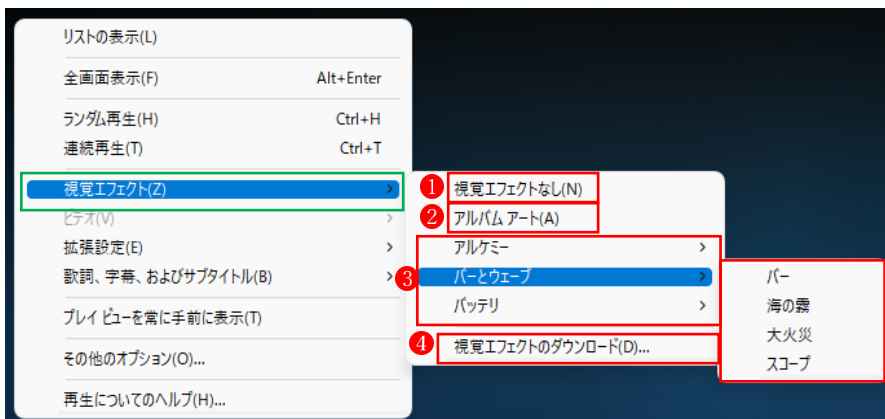 リストの表示(L)
全画面表示(F) Alt+Enter
ランダム再生(H) Ctrl+H
連続再生(T) Ctrl+T
視覚エフェクト(Z)
ビデオ(V)
拡張設定(E)
歌詞、字幕、およびサブタイトル(B)
プレイ ビューを常に手前に表示(T)
その他のオプション(O)...
再生についてのヘルプ(H)...
1 視覚エフェクトなし(N)
2 アルバム アート(A)
アルケミー
3 バーとウェーブ
バッテリ
4 視覚エフェクトのダウンロード(D)...
バー
海の霧
大火災
スコープ